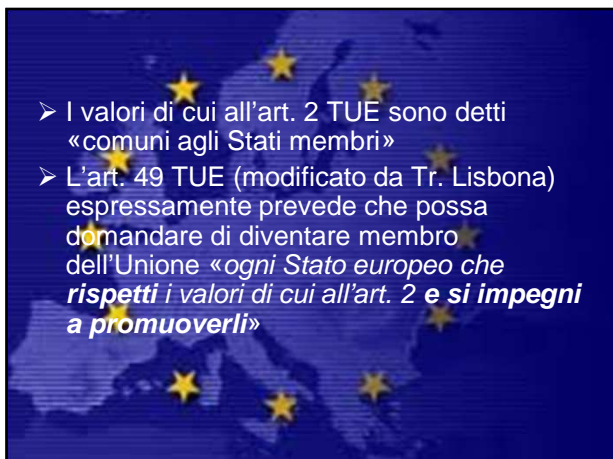 ➢ I valori di cui all’art. 2 TUE sono detti
«comuni agli Stati membri»
➢ L’art. 49 TUE (modificato da Tr. Lisbona)
espressamente prevede che possa
domandare di diventare membro
dell’Unione «ogni Stato europeo che
rispetti i valori di cui all’art. 2 e si impegni
a promuoverli»